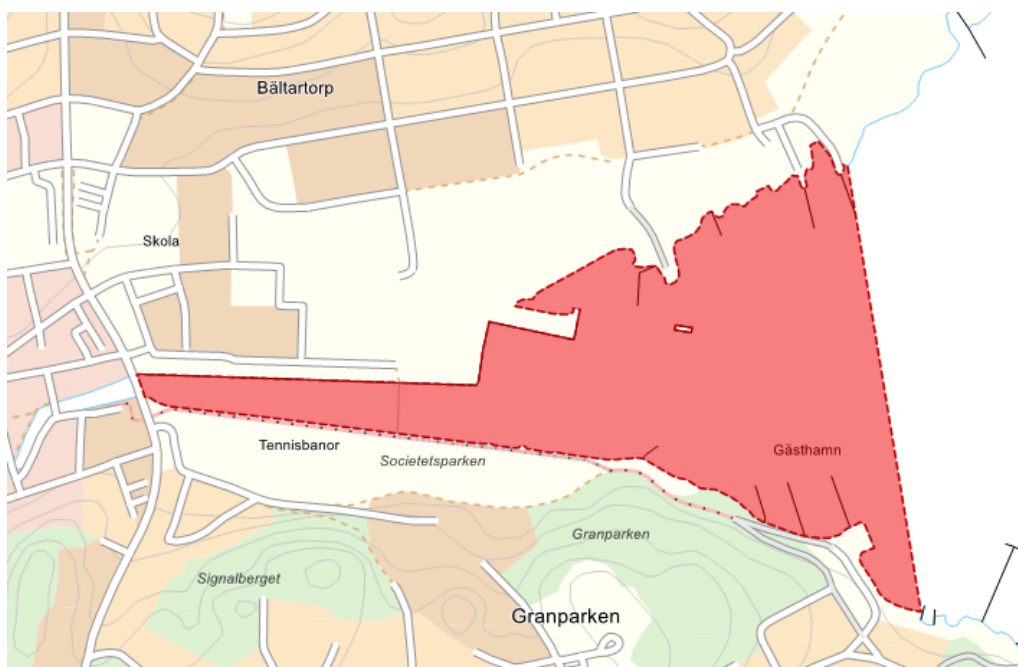 Bältartorp
Skola
Gästhamn
Tennisbanor
Societetsparken
Granparken
Signalberget
Granparken